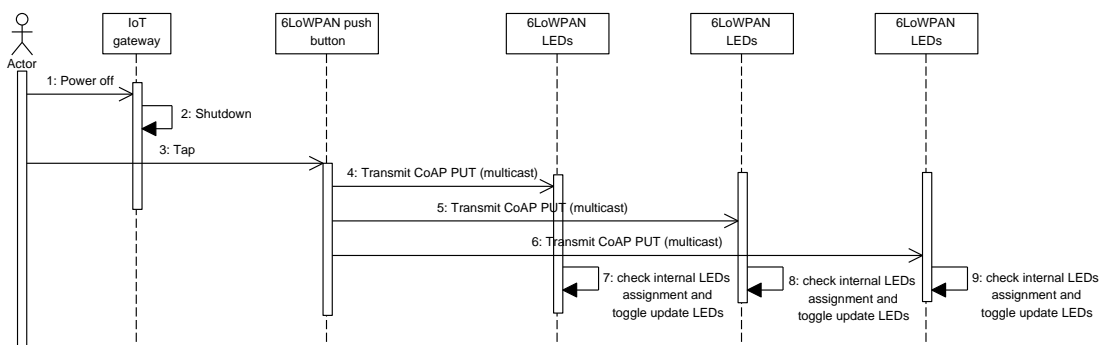 IoT
gateway
6LoWPAN push
button
6LoWPAN
LEDs
6LoWPAN
LEDs
6LoWPAN
LEDs
Actor
1: Power off
2: Shutdown
3: Tap
4: Transmit CoAP PUT (multicast)
5: Transmit CoAP PUT (multicast)
6: Transmit CoAP PUT (multicast)
7: check internal LEDs
assignment and
toggle update LEDs
8: check internal LEDs
assignment and
toggle update LEDs
9: check internal LEDs
assignment and
toggle update LEDs